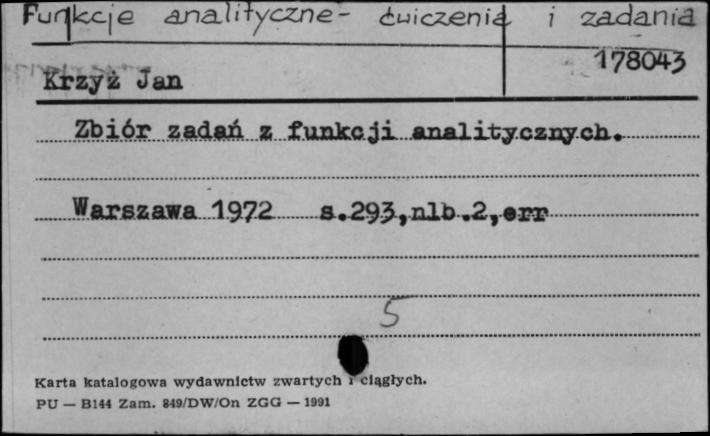 Funkcje analityczne - ćwiczenia i zadania
178043
Krzyż Jan
Zbiór zadań z funkcji analitycznych.
Warszawa 1972 s.293,nlb.2,err
5
Karta katalogowa wydawnictw zwartych i ciągłych.
PU — B144 Zam. 849/DW/On ZGG — 1991